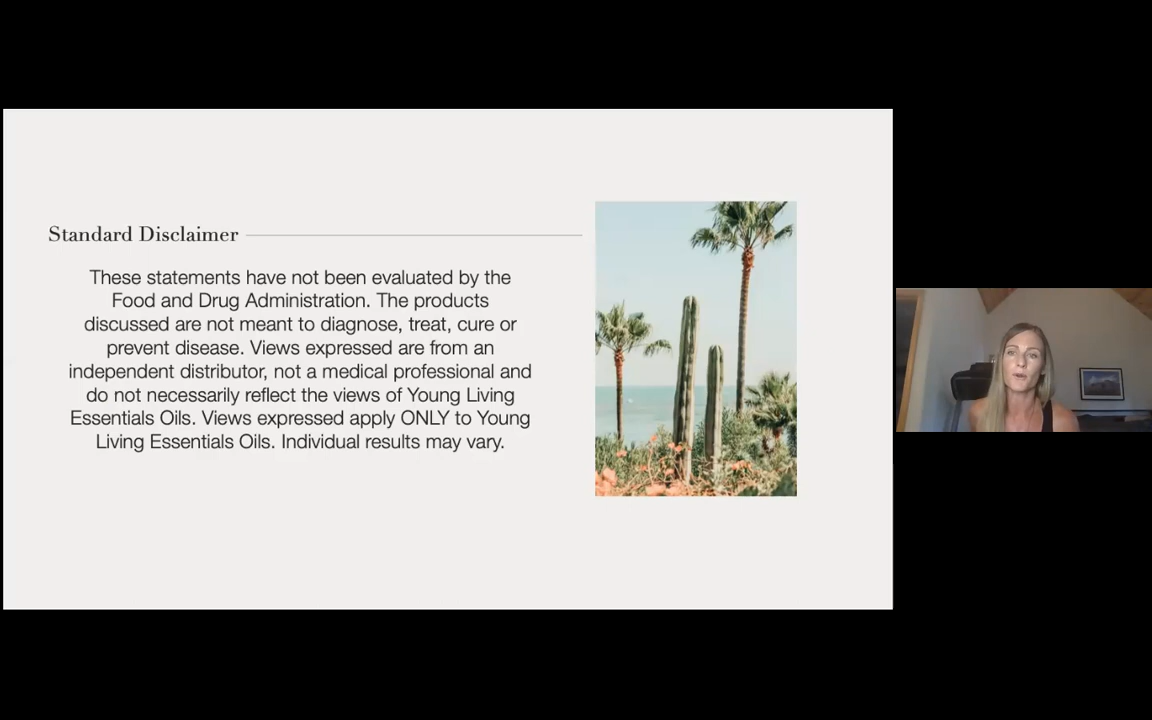 Standard Disclaimer
These statements have not been evaluated by the
Food and Drug Administration. The products
discussed are not meant to diagnose, treat, cure or
prevent disease. Views expressed are from an
independent distributor, not a medical professional and
do not necessarily reflect the views of Young Living
Essentials Oils. Views expressed apply ONLY to Young
Living Essentials Oils. Individual results may vary.